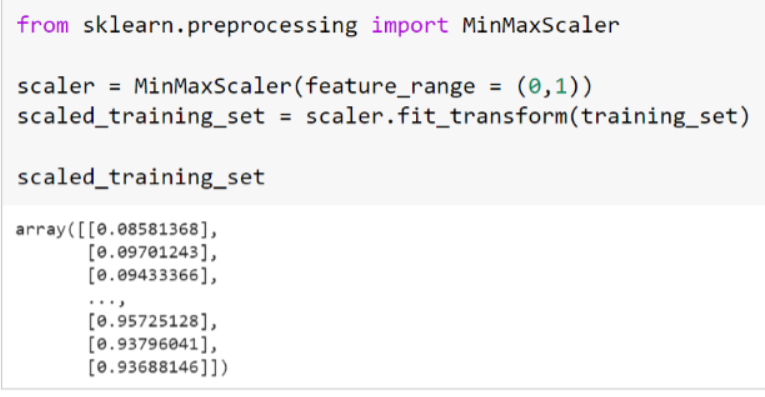 from sklearn.preprocessing import MinMaxScaler
scaler = MinMaxScaler(feature_range = (0,1))
scaled_training_set = scaler.fit_transform(training_set)
scaled_training_set
array([[0.08581368],
[0.09701243],
[0.09433366],
...,
[0.95725128],
[0.93796041],
[0.93688146]])